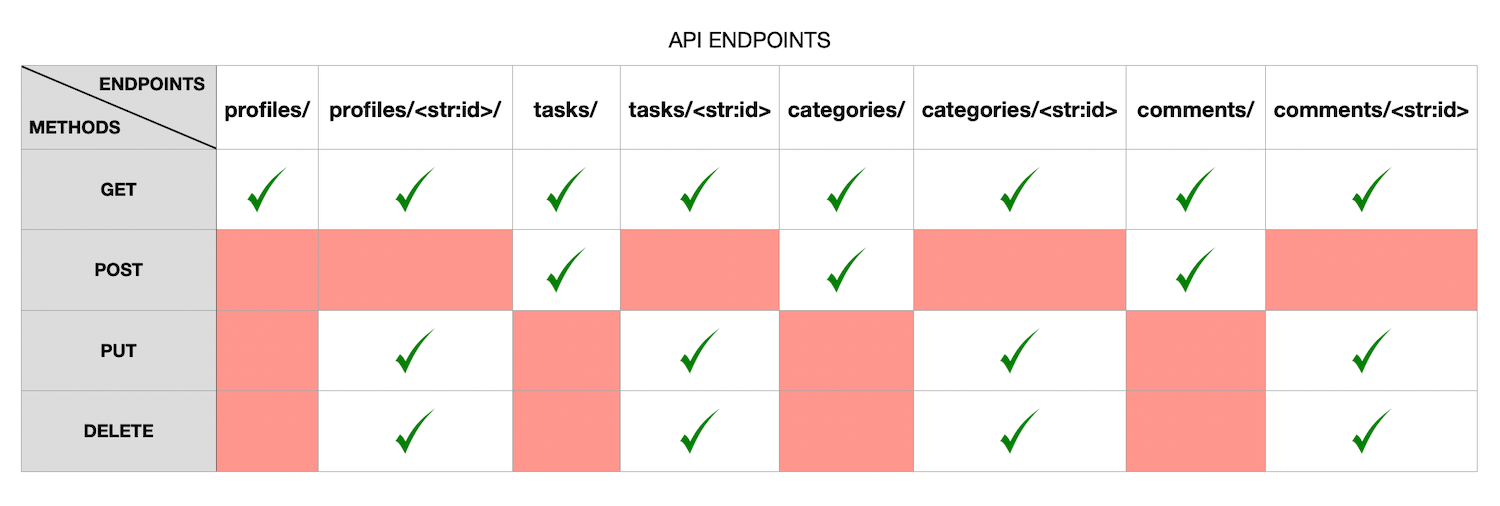 API ENDPOINTS
ENDPOINTS
METHODS
profiles/ profiles/<str:id>/ tasks/ tasks/<str:id> categories/ categories/<str:id> comments/ comments/<str:id>
GET
POST
PUT
DELETE